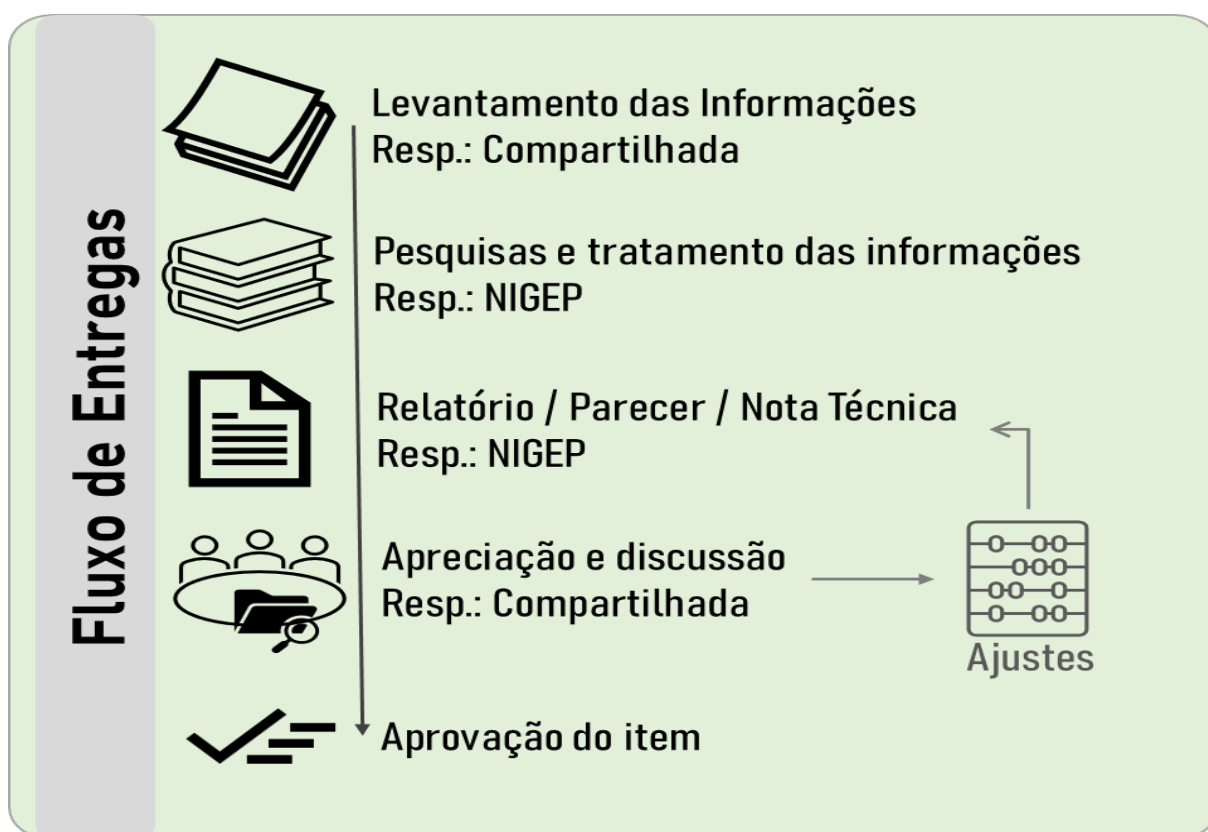 Fluxo de Entregas
Levantamento das Informações
Resp.: Compartilhada
Pesquisas e tratamento das informações
Resp.: NIGEP
Relatório / Parecer / Nota Técnica
Resp.: NIGEP
Apreciação e discussão
Resp.: Compartilhada
Ajustes
Aprovação do item